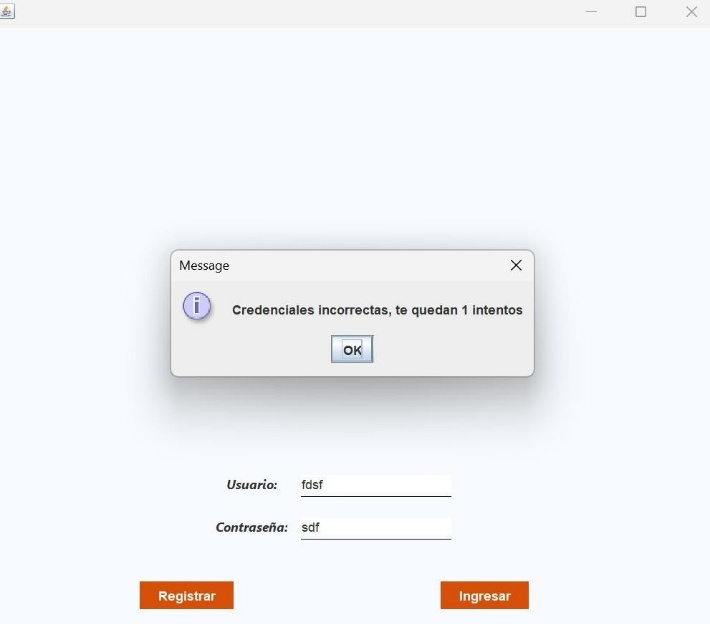 Message
Credenciales incorrectas, te quedan 1 intentos
OK
Usuario: fdsf
Contraseña: sdf
Registrar Ingresar